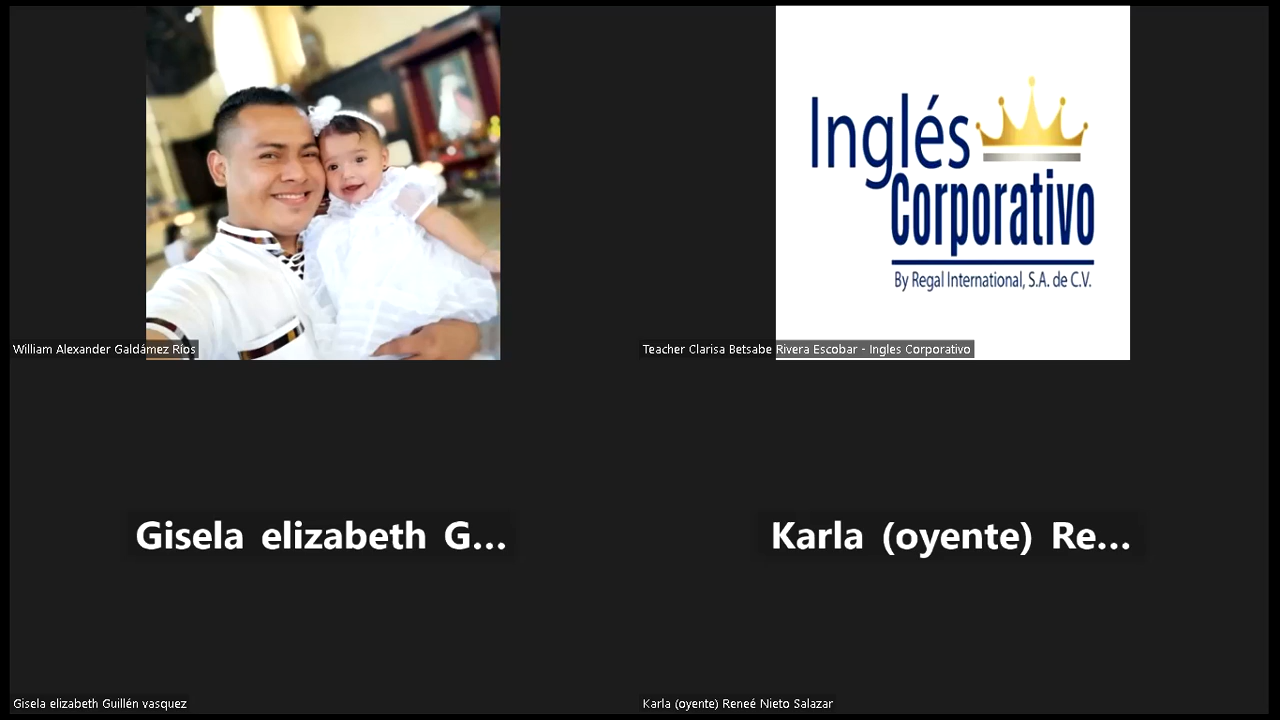 Inglés
Corporativo
By Regal International, S.A. de C.V.
William Alexander Galdámez Ríos
Teacher Clarisa Betsabe Rivera Escobar - Ingles Corporativo
Gisela elizabeth G...
Karla (oyente) Re...
Gisela elizabeth Guillén vasquez
Karla (oyente) Reneé Nieto Salazar